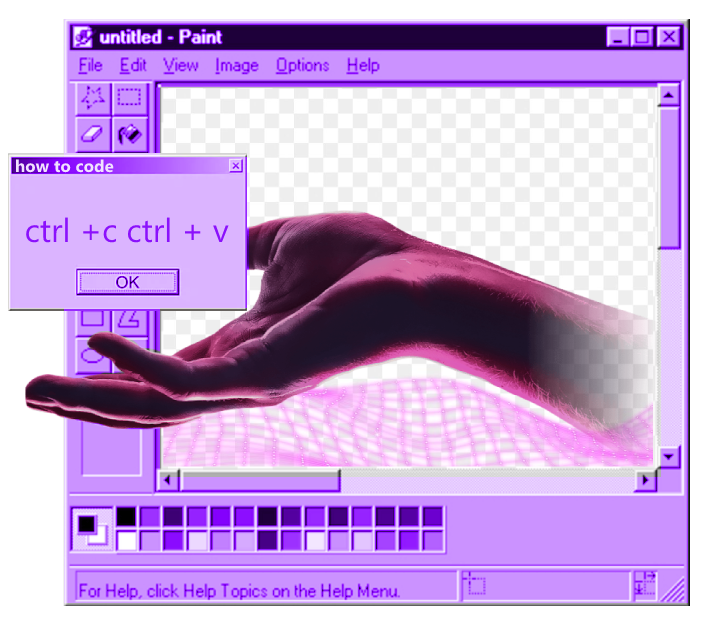 untitled - Paint
File Edit View Image Options Help
how to code
ctrl +c ctrl + v
OK
For Help, click Help Topics on the Help Menu.